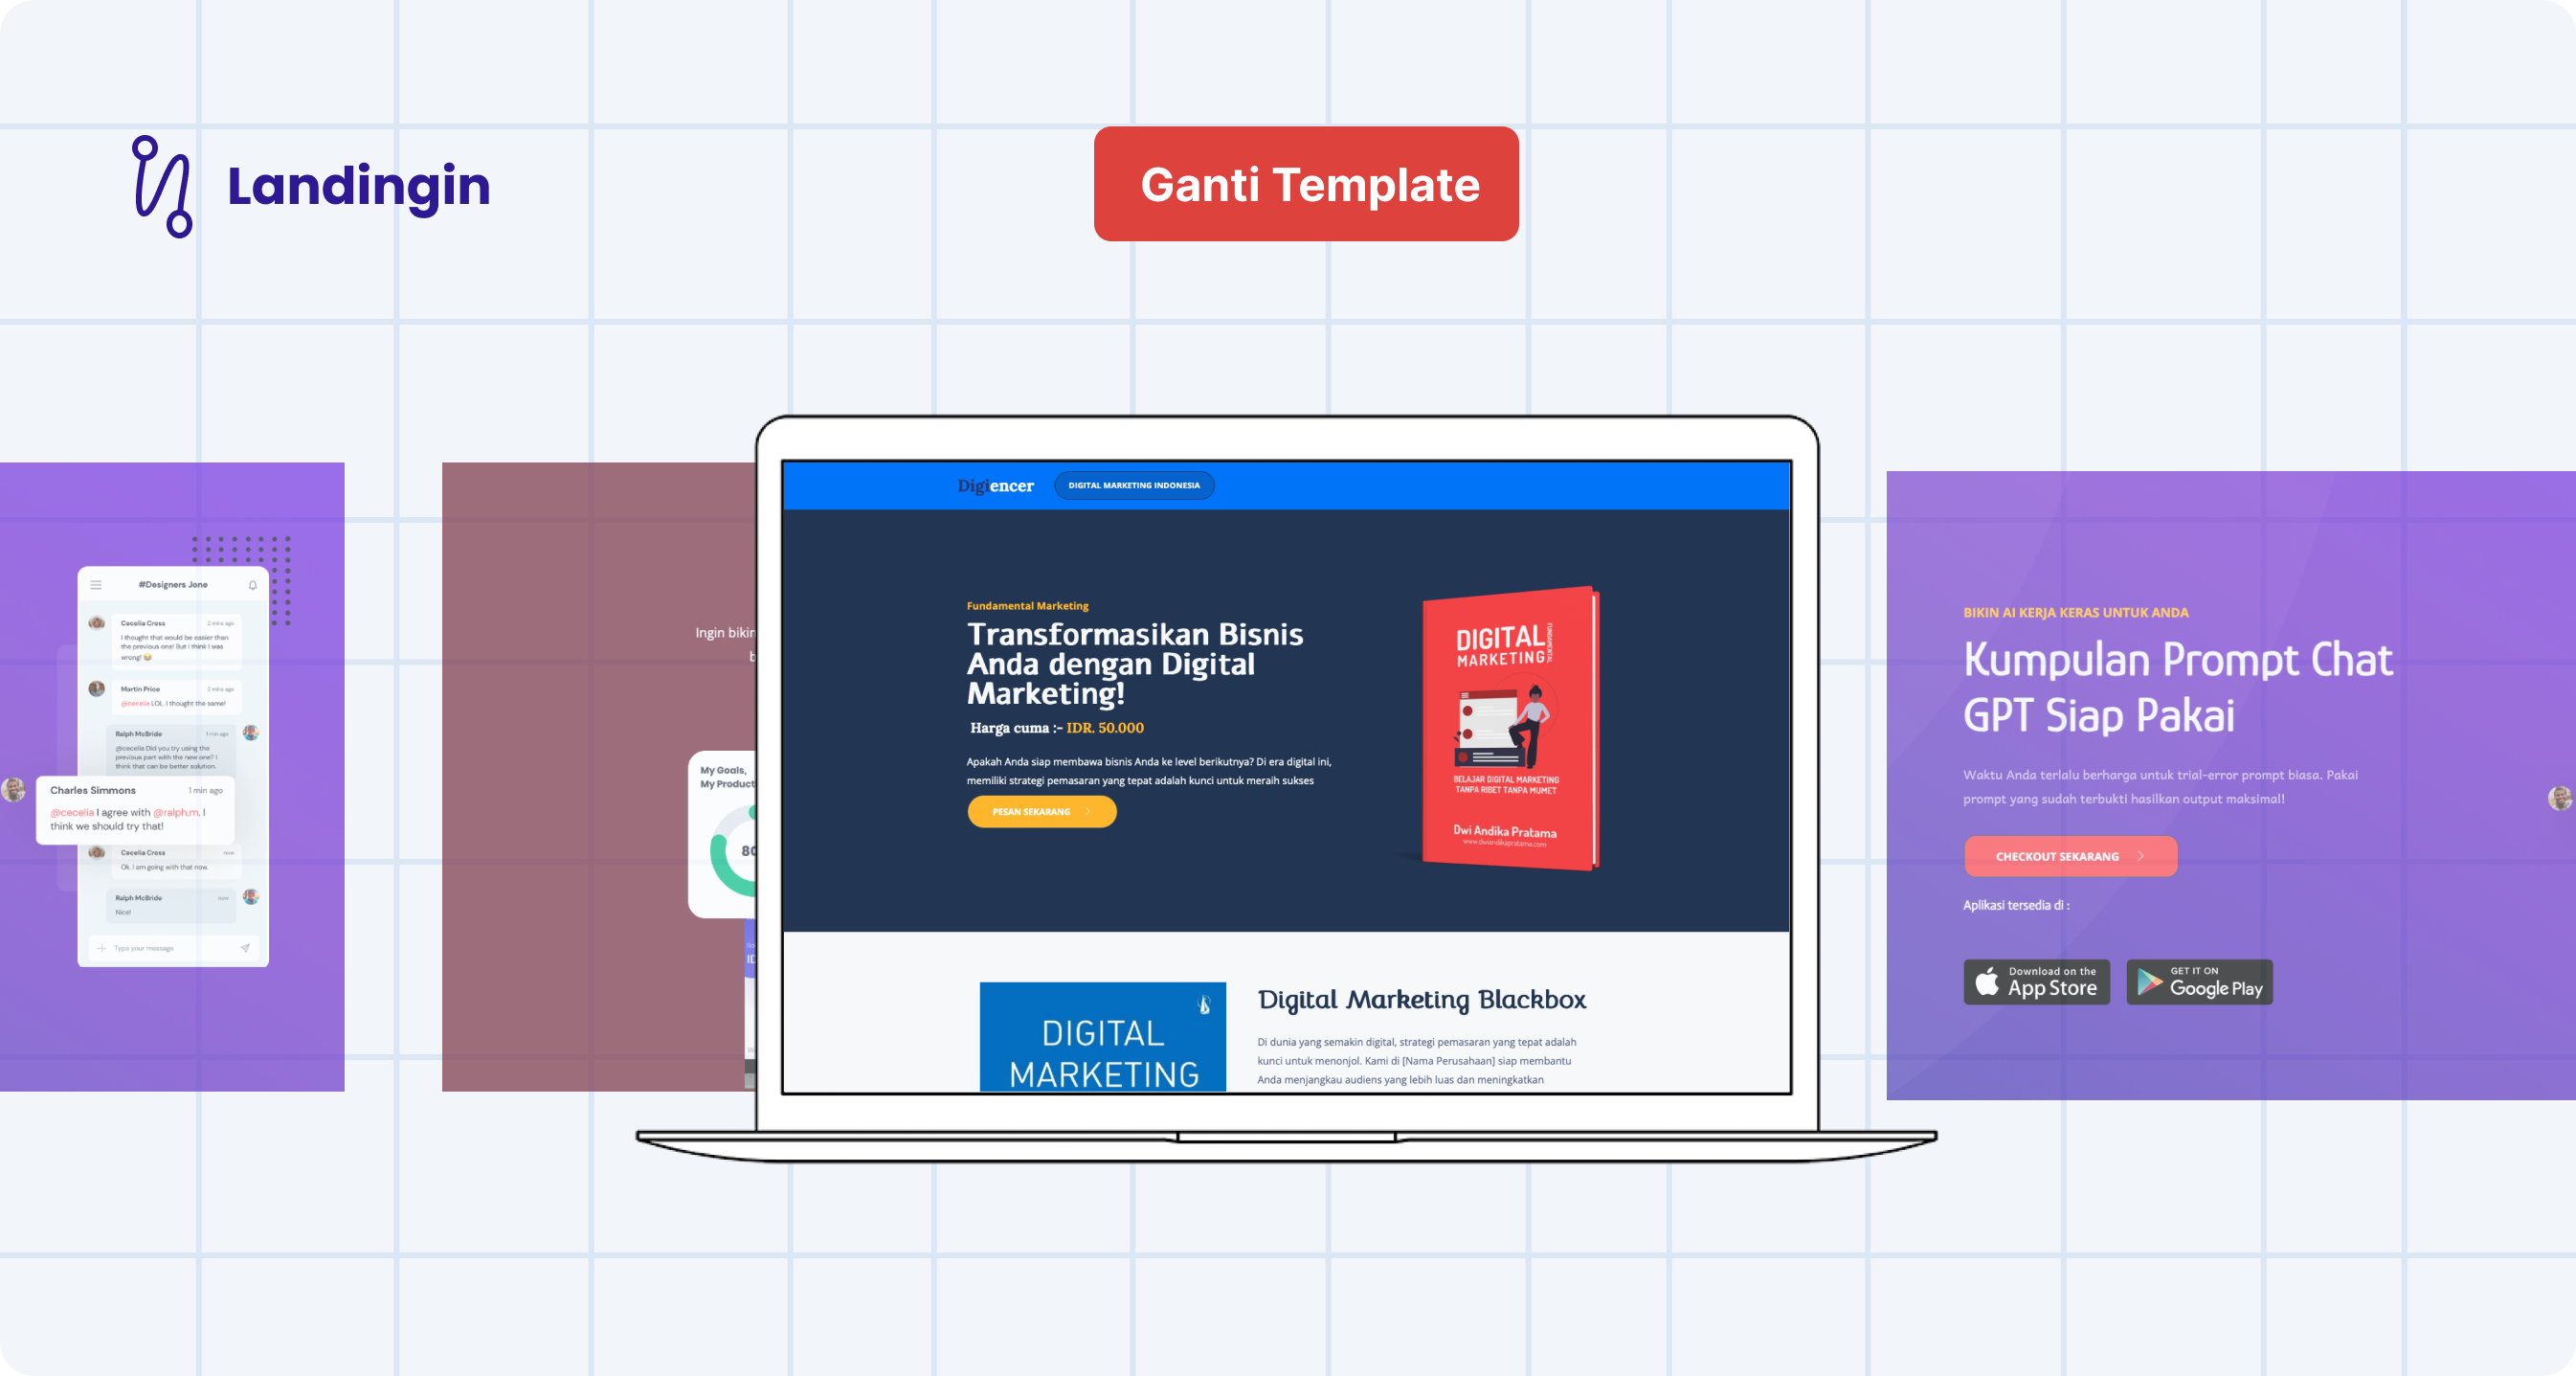 Landingin
Ganti Template
#Designers Jone
Cecelia Cross 2 mins ago
I thought that would be easier than
the previous one! But I think I was
wrong! 😂
Martin Price 2 mins ago
@cecelia LOL. I thought the same!
Ralph McBride 1 min ago
@cecelia Did you try using the
previous part with the new one? I
think that can be better solution.
Charles Simmons 1 min ago
@cecelia I agree with @ralph.m. I
think we should try that!
Cecelia Cross now
Ok. I am going with that now.
Ralph McBride now
Nice!
Type your message
Ingin bikin
b
My Goals,
My Product
80
ID
Digiencer
DIGITAL MARKETING INDONESIA
Fundamental Marketing
Transformasikan Bisnis
Anda dengan Digital
Marketing!
Harga cuma :- IDR. 50.000
Apakah Anda siap membawa bisnis Anda ke level berikutnya? Di era digital ini,
memiliki strategi pemasaran yang tepat adalah kunci untuk meraih sukses
PESAN SEKARANG
DIGITAL
MARKETING
FUNDAMENTAL
BELAJAR DIGITAL MARKETING
TANPA RIBET TANPA MUMET
Dwi Andika Pratama
www.dwiandikapratama.com
DIGITAL
MARKETING
Digital Marketing Blackbox
Di dunia yang semakin digital, strategi pemasaran yang tepat adalah
kunci untuk menonjol. Kami di [Nama Perusahaan] siap membantu
Anda menjangkau audiens yang lebih luas dan meningkatkan
BIKIN AI KERJA KERAS UNTUK ANDA
Kumpulan Prompt Chat
GPT Siap Pakai
Waktu Anda terlalu berharga untuk trial-error prompt biasa. Pakai
prompt yang sudah terbukti hasilkan output maksimal!
CHECKOUT SEKARANG
Aplikasi tersedia di :
Download on the
App Store
GET IT ON
Google Play